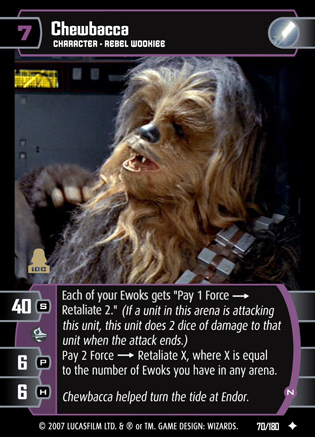 7
Chewbacca
CHARACTER - REBEL WOOKIEE
IDC
40 S
Each of your Ewoks gets "Pay 1 Force →
Retaliate 2." (If a unit in this arena is attacking
this unit, this unit does 2 dice of damage to that
unit when the attack ends.)
6 P
Pay 2 Force → Retaliate X, where X is equal
to the number of Ewoks you have in any arena.
6 H
Chewbacca helped turn the tide at Endor.
N
© 2007 LUCASFILM LTD. & ® or TM. GAME DESIGN: WIZARDS. 70/180